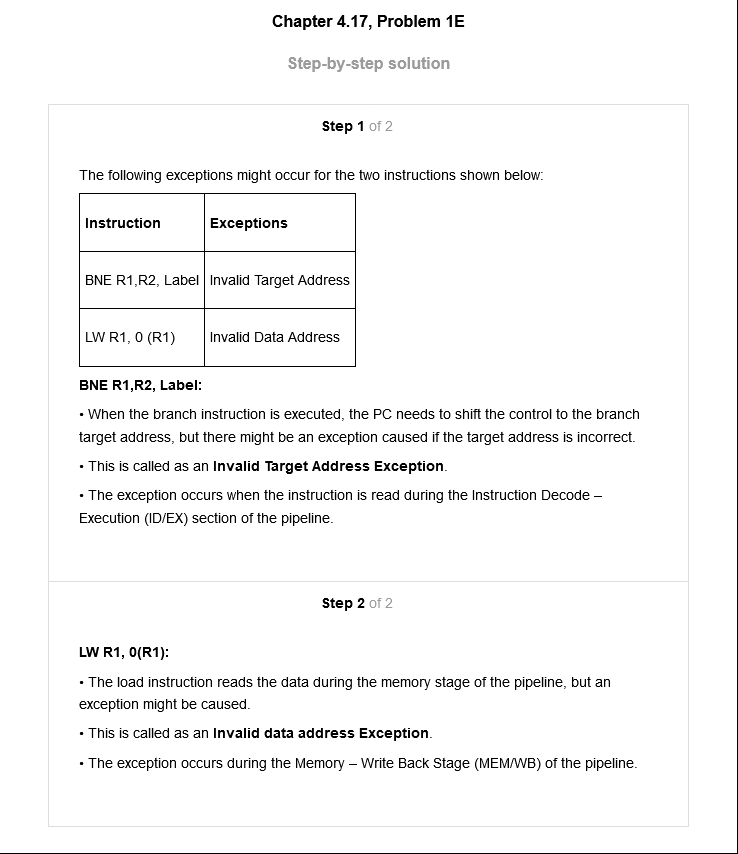 Chapter 4.17, Problem 1E
Step-by-step solution
Step 1 of 2
The following exceptions might occur for the two instructions shown below:
Instruction Exceptions
BNE R1,R2, Label Invalid Target Address
LW R1, 0 (R1) Invalid Data Address
BNE R1,R2, Label:
• When the branch instruction is executed, the PC needs to shift the control to the branch
target address, but there might be an exception caused if the target address is incorrect.
• This is called as an Invalid Target Address Exception.
• The exception occurs when the instruction is read during the Instruction Decode –
Execution (ID/EX) section of the pipeline.
Step 2 of 2
LW R1, 0(R1):
• The load instruction reads the data during the memory stage of the pipeline, but an
exception might be caused.
• This is called as an Invalid data address Exception.
• The exception occurs during the Memory – Write Back Stage (MEM/WB) of the pipeline.